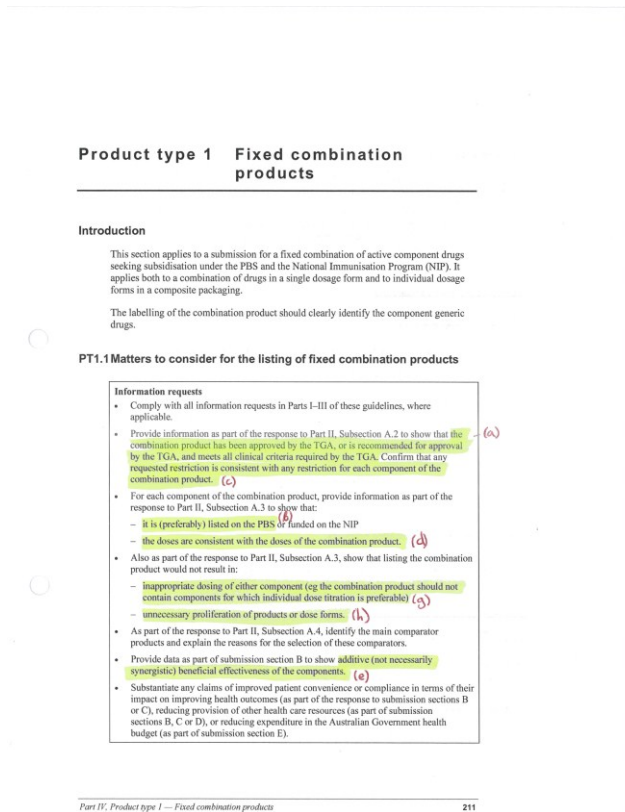 Product type 1 Fixed combination
products
Introduction
This section applies to a submission for a fixed combination of active component drugs
seeking subsidisation under the PBS and the National Immunisation Program (NIP). It
applies both to a combination of drugs in a single dosage form and to individual dosage
forms in a composite packaging.
The labelling of the combination product should clearly identify the component generic
drugs.
PT1.1 Matters to consider for the listing of fixed combination products
Information requests
• Comply with all information requests in Parts I–III of these guidelines, where
applicable.
• Provide information as part of the response to Part II, Subsection A.2 to show that the (a)
combination product has been approved by the TGA, or is recommended for approval
by the TGA, and meets all clinical criteria required by the TGA. Confirm that any
requested restriction is consistent with any restriction for each component of the
combination product. (c)
• For each component of the combination product, provide information as part of the
response to Part II, Subsection A.3 to show that:
– it is (preferably) listed on the PBS (b) or funded on the NIP
– the doses are consistent with the doses of the combination product. (d)
• Also as part of the response to Part II, Subsection A.3, show that listing the combination
product would not result in:
– inappropriate dosing of either component (eg the combination product should not
contain components for which individual dose titration is preferable) (g)
– unnecessary proliferation of products or dose forms. (h)
• As part of the response to Part II, Subsection A.4, identify the main comparator
products and explain the reasons for the selection of these comparators.
• Provide data as part of submission section B to show additive (not necessarily
synergistic) beneficial effectiveness of the components. (e)
• Substantiate any claims of improved patient convenience or compliance in terms of their
impact on improving health outcomes (as part of the response to submission sections B
or C), reducing provision of other health care resources (as part of submission
sections B, C or D), or reducing expenditure in the Australian Government health
budget (as part of submission section E).
Part IV, Product type 1 — Fixed combination products 211